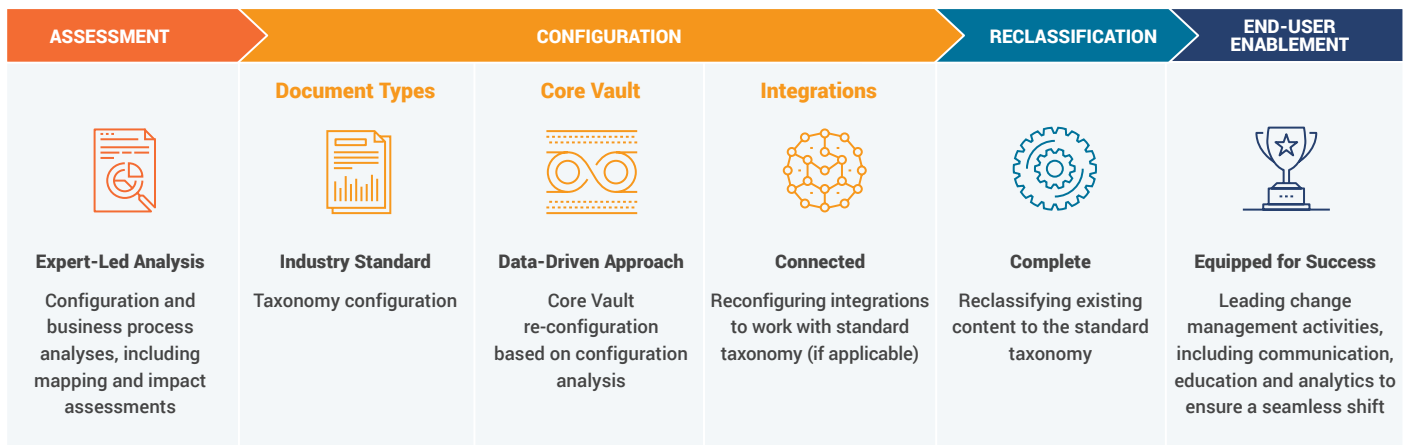 ASSESSMENT
CONFIGURATION
RECLASSIFICATION
END-USER
ENABLEMENT
Document Types
Core Vault
Integrations
Expert-Led Analysis
Configuration and
business process
analyses, including
mapping and impact
assessments
Industry Standard
Taxonomy configuration
Data-Driven Approach
Core Vault
re-configuration
based on configuration
analysis
Connected
Reconfiguring integrations
to work with standard
taxonomy (if applicable)
Complete
Reclassifying existing
content to the standard
taxonomy
Equipped for Success
Leading change
management activities,
including communication,
education and analytics to
ensure a seamless shift